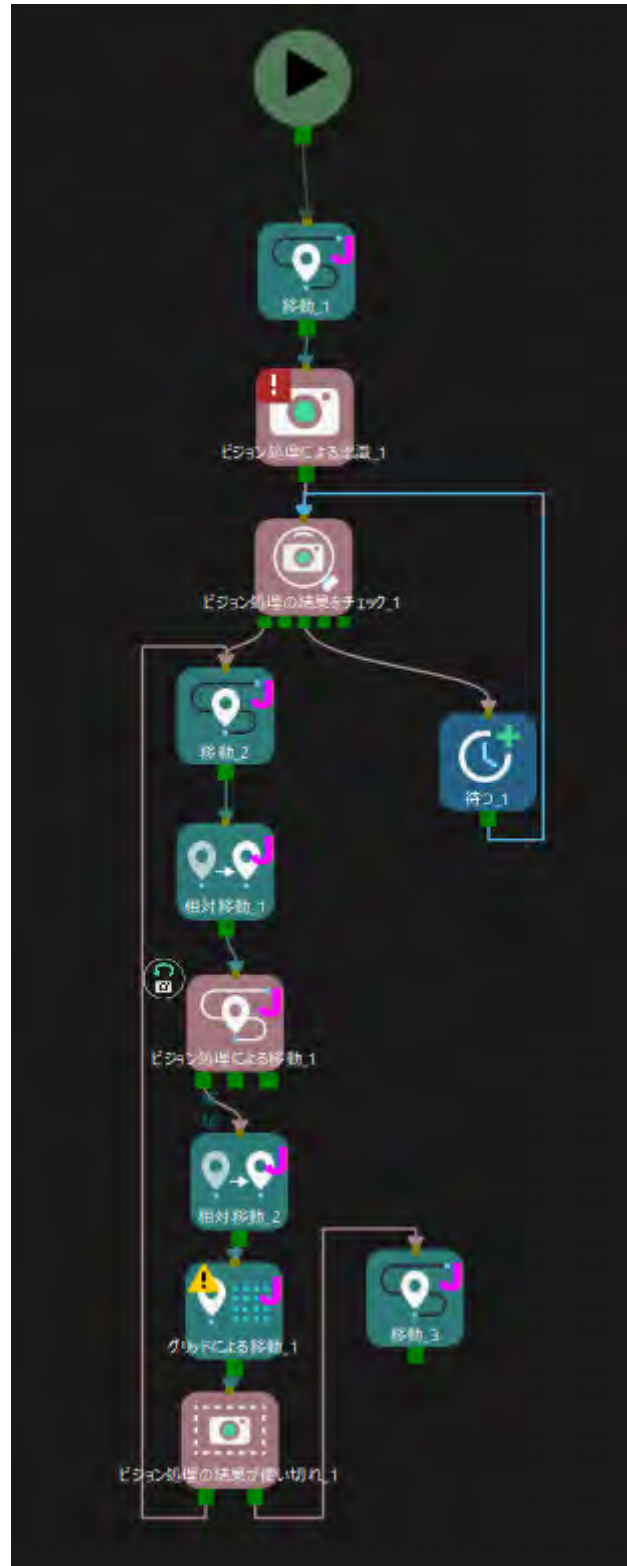 移動_1
ビジョン処理による認識_1
ビジョン処理の結果をチェック_1
移動_2
待つ_1
相対移動_1
ビジョン処理による移動_1
相対移動_2
グリッドによる移動_1
移動_3
ビジョン処理の結果が使い切れ_1